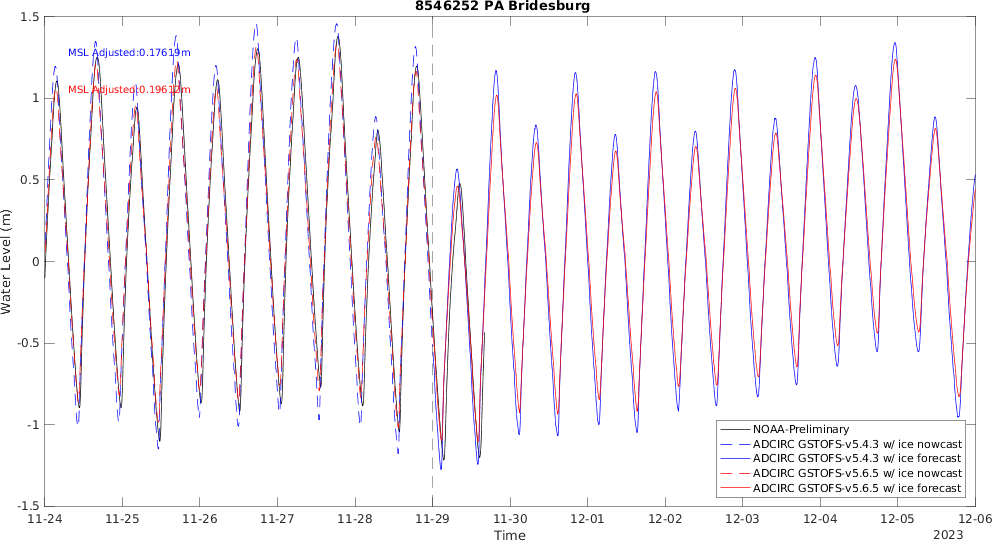 8546252 PA Bridesburg
1.5
MSL Adjusted:0.17619m
MSL Adjusted:0.19612m
1
0.5
0
-0.5
-1
-1.5
Water Level (m)
NOAA-Preliminary
ADCIRC GSTOFS-v5.4.3 w/ ice nowcast
ADCIRC GSTOFS-v5.4.3 w/ ice forecast
ADCIRC GSTOFS-v5.6.5 w/ ice nowcast
ADCIRC GSTOFS-v5.6.5 w/ ice forecast
11-24 11-25 11-26 11-27 11-28 11-29 11-30 12-01 12-02 12-03 12-04 12-05 12-06
Time
2023